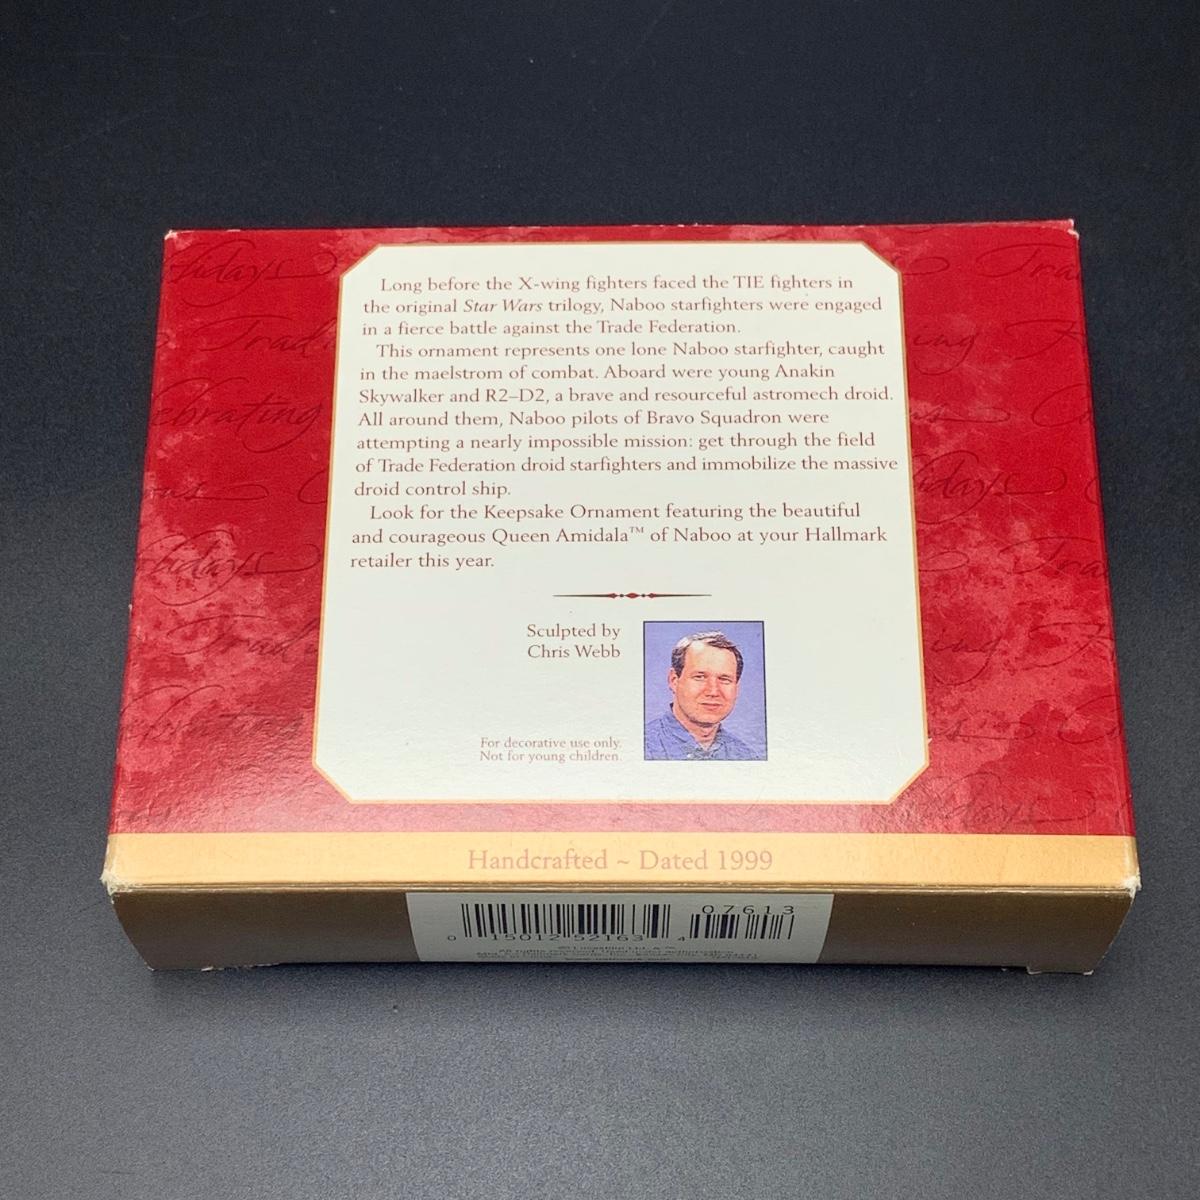 Long before the X-wing fighters faced the TIE fighters in
the original Star Wars trilogy, Naboo starfighters were engaged
in a fierce battle against the Trade Federation.
This ornament represents one lone Naboo starfighter, caught
in the maelstrom of combat. Aboard were young Anakin
Skywalker and R2–D2, a brave and resourceful astromech droid.
All around them, Naboo pilots of Bravo Squadron were
attempting a nearly impossible mission: get through the field
of Trade Federation droid starfighters and immobilize the massive
droid control ship.
Look for the Keepsake Ornament featuring the beautiful
and courageous Queen Amidala™ of Naboo at your Hallmark
retailer this year.
Sculpted by
Chris Webb
For decorative use only.
Not for young children.
Handcrafted ~ Dated 1999
07613
0 15012 52163 4